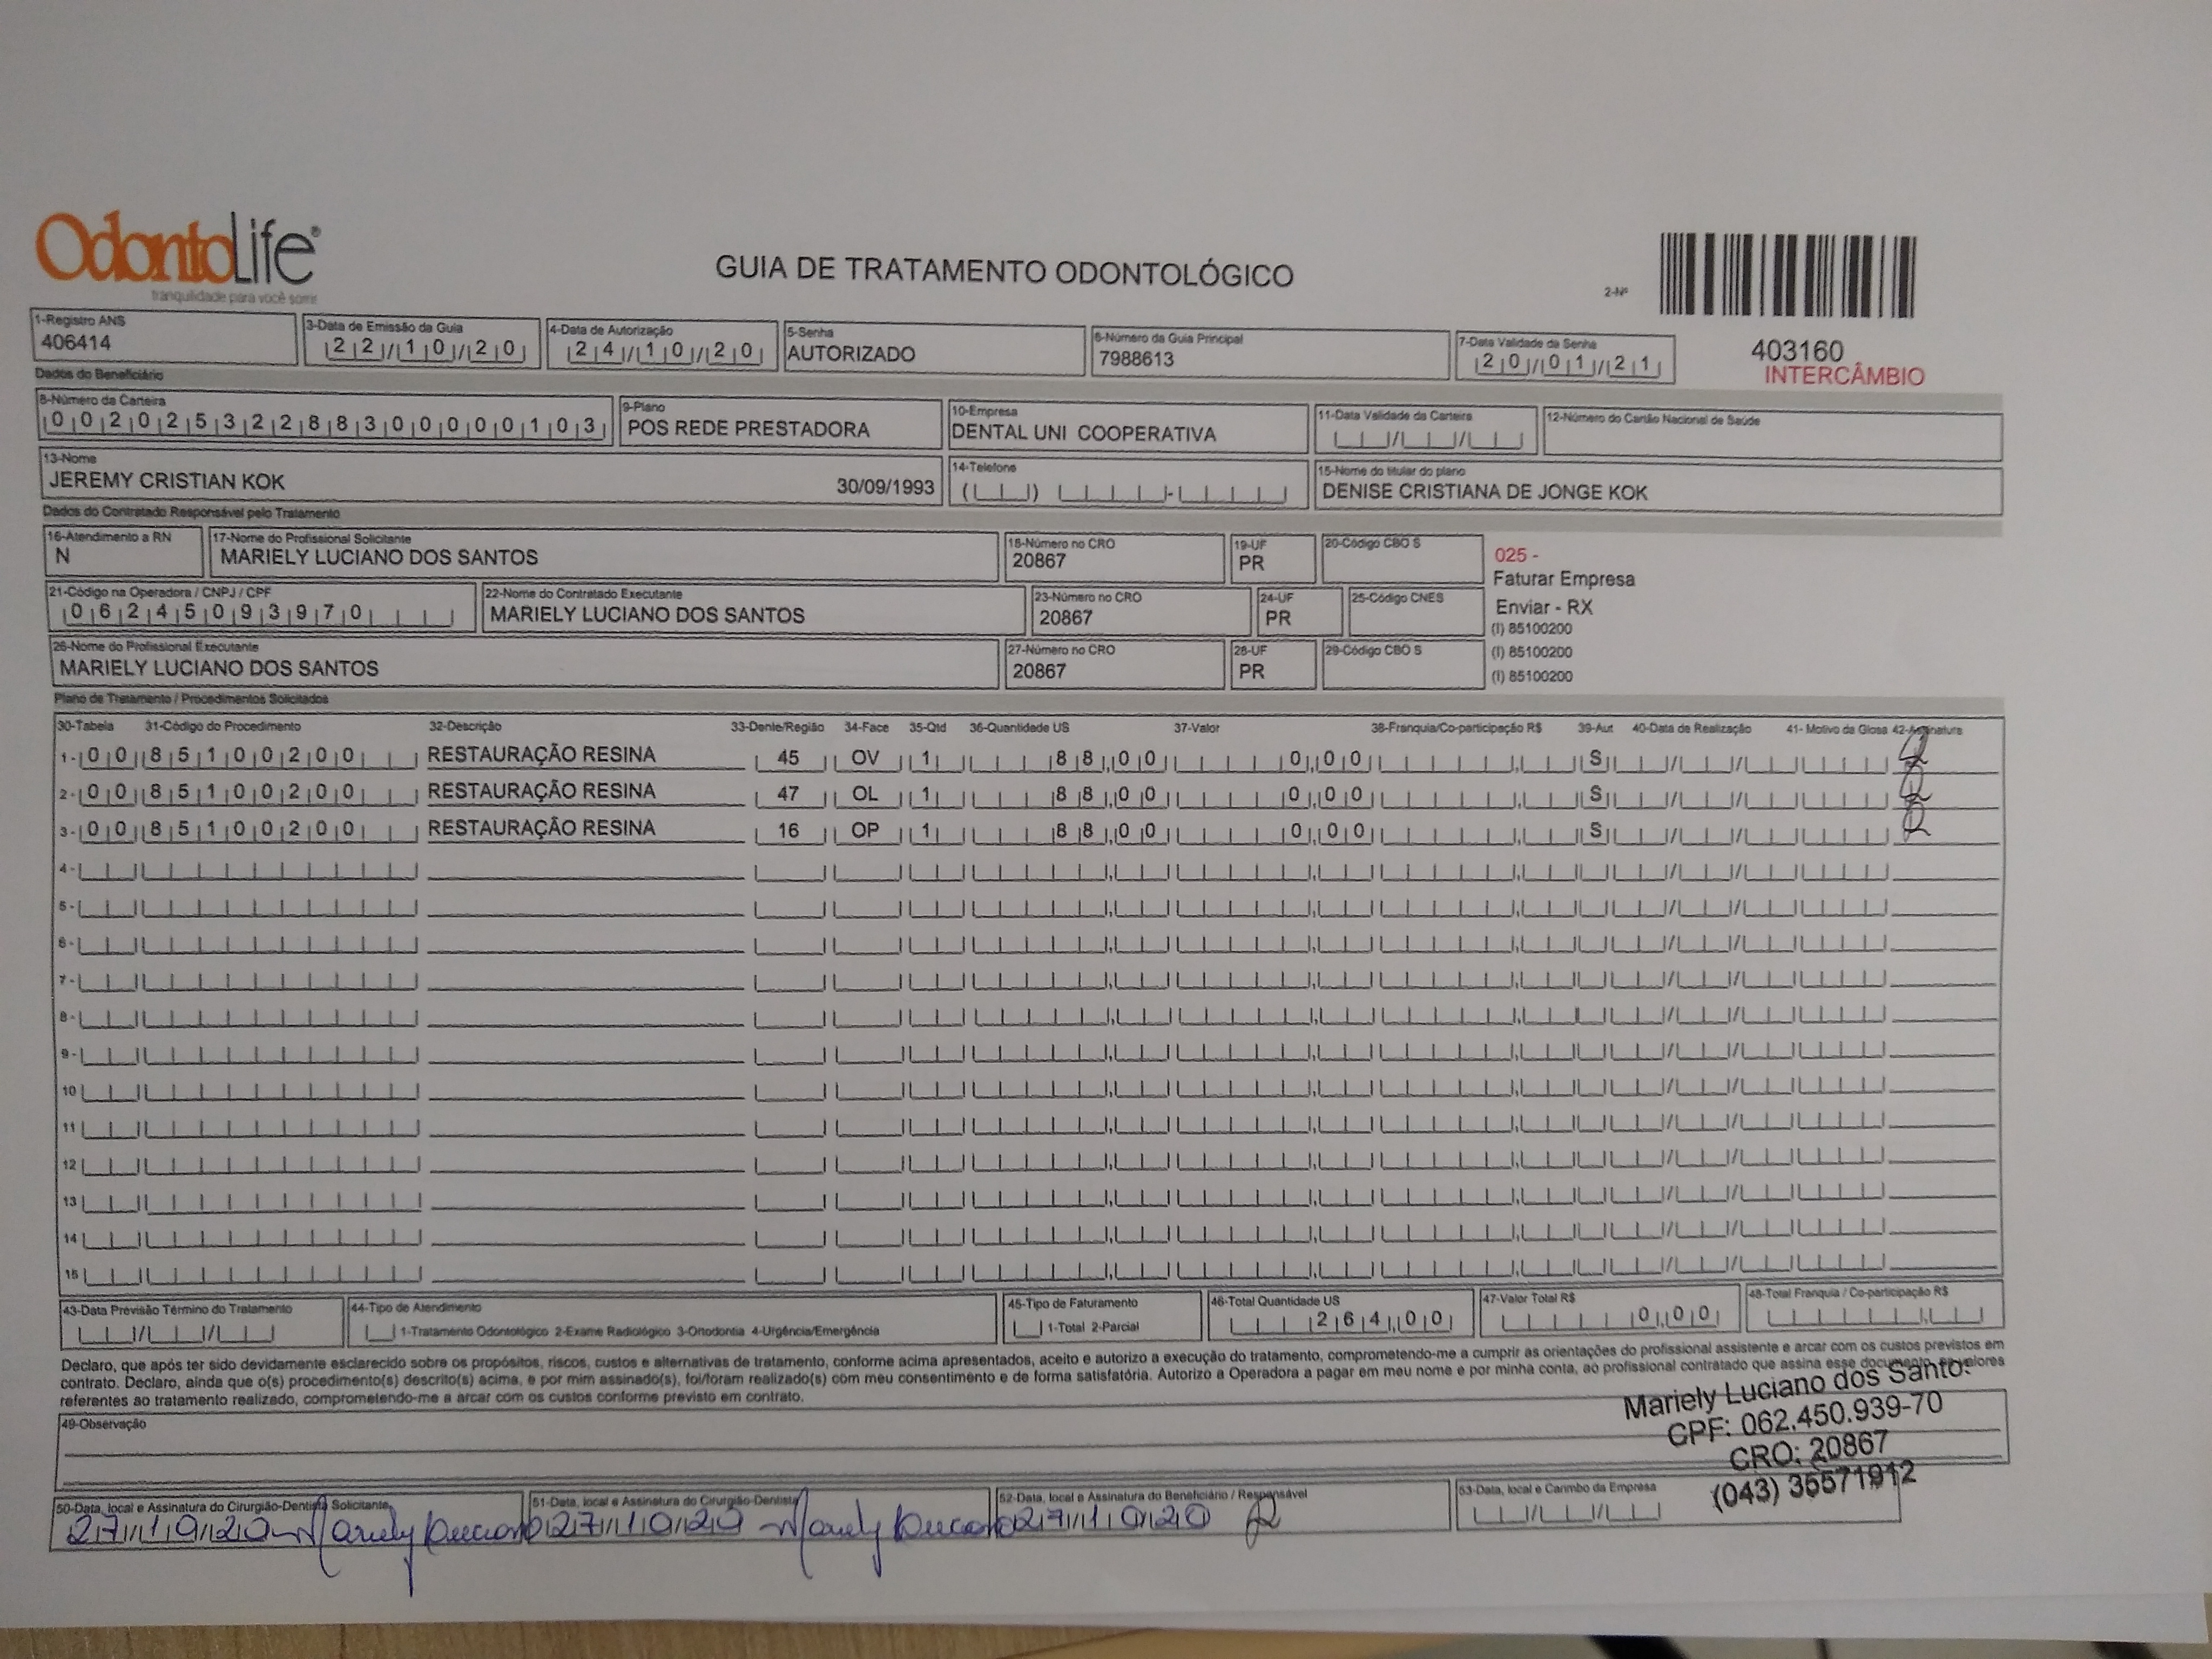 OdontoLife®
tranquilidade para você sorrir
GUIA DE TRATAMENTO ODONTOLÓGICO
2-Nº
403160
INTERCÂMBIO
1-Registro ANS
406414
3-Data de Emissão da Guia
22/10/20
4-Data de Autorização
24/10/20
5-Senha
AUTORIZADO
6-Número da Guia Principal
7988613
7-Data Validade da Senha
20/01/21
Dados do Beneficiário
8-Número da Carteira
00202532288300000103
9-Plano
POS REDE PRESTADORA
10-Empresa
DENTAL UNI COOPERATIVA
11-Data Validade da Carteira
12-Número do Cartão Nacional de Saúde
13-Nome
JEREMY CRISTIAN KOK 30/09/1993
14-Telefone
15-Nome do titular do plano
DENISE CRISTIANA DE JONGE KOK
Dados do Contratado Responsável pelo Tratamento
16-Atendimento a RN
N
17-Nome do Profissional Solicitante
MARIELY LUCIANO DOS SANTOS
18-Número no CRO
20867
19-UF
PR
20-Código CBO S
025 -
Faturar Empresa
Enviar - RX
(I) 85100200
(I) 85100200
(I) 85100200
21-Código na Operadora / CNPJ / CPF
06245093970
22-Nome do Contratado Executante
MARIELY LUCIANO DOS SANTOS
23-Número no CRO
20867
24-UF
PR
25-Código CNES
26-Nome do Profissional Executante
MARIELY LUCIANO DOS SANTOS
27-Número no CRO
20867
28-UF
PR
29-Código CBO S
Plano de Tratamento / Procedimentos Solicitados
30-Tabela 31-Código do Procedimento 32-Descrição 33-Dente/Região 34-Face 35-Qtd 36-Quantidade US 37-Valor 38-Franquia/Co-participação R$ 39-Aut 40-Data de Realização 41- Motivo da Glosa 42-Assinatura
1- 00 85100200 RESTAURAÇÃO RESINA 45 OV 1 88,00 0,00 S
2- 00 85100200 RESTAURAÇÃO RESINA 47 OL 1 88,00 0,00 S
3- 00 85100200 RESTAURAÇÃO RESINA 16 OP 1 88,00 0,00 S
4-
5-
6-
7-
8-
9-
10
11
12
13
14
15
43-Data Previsão Término do Tratamento
44-Tipo de Atendimento
1-Tratamento Odontológico 2-Exame Radiológico 3-Ortodontia 4-Urgência/Emergência
45-Tipo de Faturamento
1-Total 2-Parcial
46-Total Quantidade US
264,00
47-Valor Total R$
0,00
48-Total Franquia / Co-participação R$
Declaro, que após ter sido devidamente esclarecido sobre os propósitos, riscos, custos e alternativas de tratamento, conforme acima apresentados, aceito e autorizo a execução do tratamento, comprometendo-me a cumprir as orientações do profissional assistente e arcar com os custos previstos em
contrato. Declaro, ainda que o(s) procedimento(s) descrito(s) acima, e por mim assinado(s), foi/foram realizado(s) com meu consentimento e de forma satisfatória. Autorizo a Operadora a pagar em meu nome e por minha conta, ao profissional contratado que assina esse documento, os valores
referentes ao tratamento realizado, comprometendo-me a arcar com os custos conforme previsto em contrato.
49-Observação
Mariely Luciano dos Santos
CPF: 062.450.939-70
CRO: 20867
(043) 35571912
50-Data, local e Assinatura do Cirurgião-Dentista Solicitante
27/10/20 Mariely Luciano
51-Data, local e Assinatura do Cirurgião-Dentista
27/10/20 Mariely Luciano
52-Data, local e Assinatura do Beneficiário / Responsável
27/10/20
53-Data, local e Carimbo da Empresa